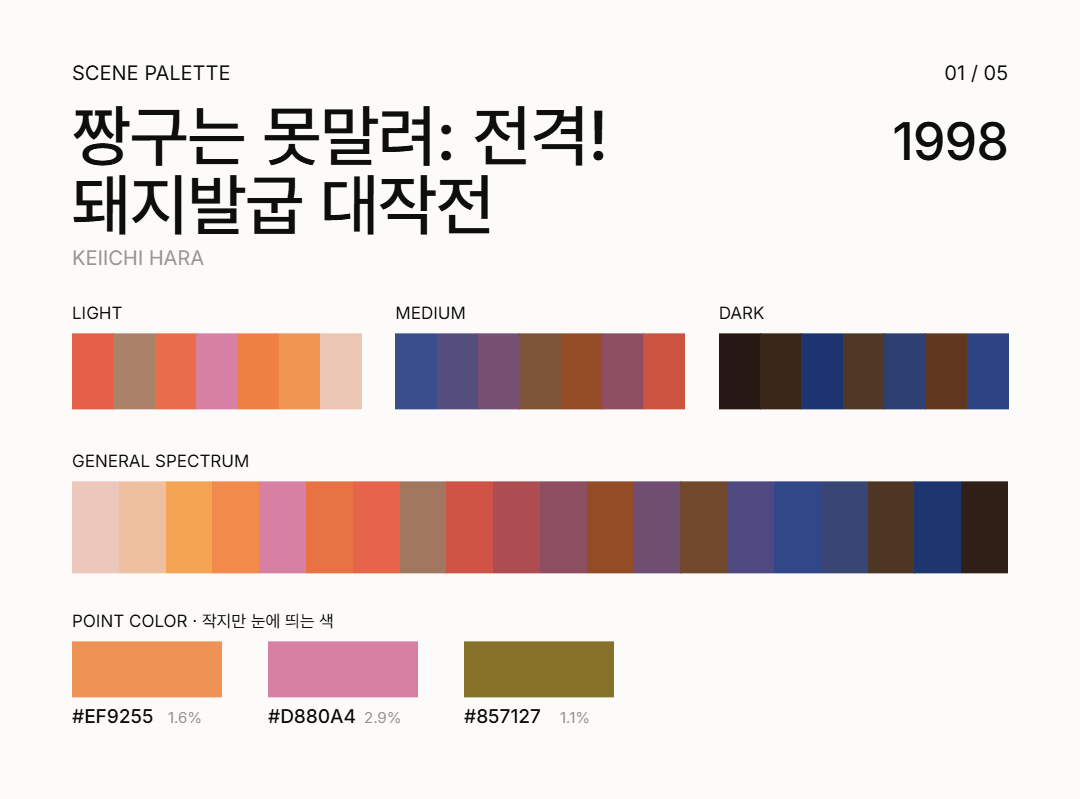 SCENE PALETTE
01 / 05
짱구는 못말려: 전격!
돼지발굽 대작전
1998
KEIICHI HARA
LIGHT
MEDIUM
DARK
GENERAL SPECTRUM
POINT COLOR · 작지만 눈에 띄는 색
#EF9255 1.6%
#D880A4 2.9%
#857127 1.1%